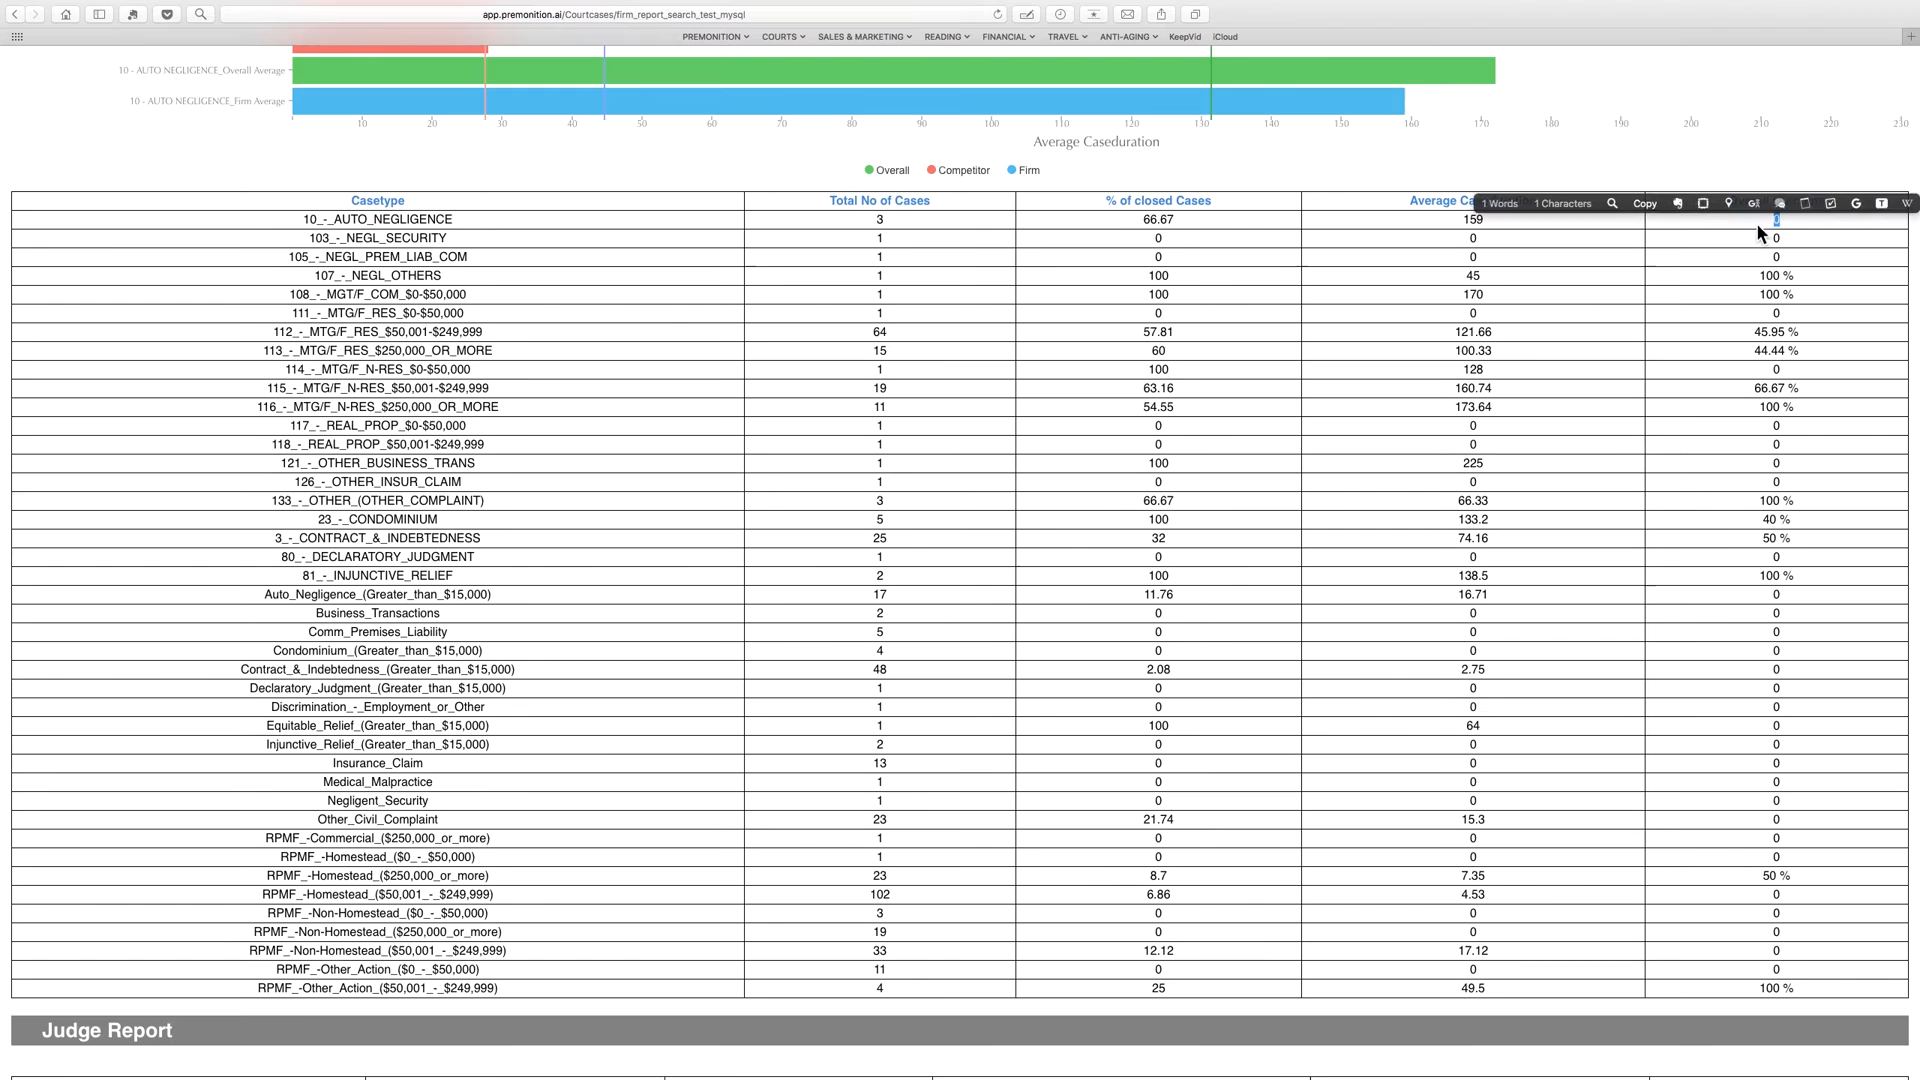 app.premonition.ai/Courtcases/firm_report_search_test_mysql
PREMONITION COURTS SALES & MARKETING READING FINANCIAL TRAVEL ANTI-AGING KeepVid iCloud
10 - AUTO NEGLIGENCE_Overall Average
10 - AUTO NEGLIGENCE_Firm Average
10 20 30 40 50 60 70 80 90 100 110 120 130 140 150 160 170 180 190 200 210 220 230
Average Caseduration
Overall Competitor Firm
Casetype Total No of Cases % of closed Cases Average Ca
1 Words 1 Characters Copy
10_-_AUTO_NEGLIGENCE 3 66.67 159 0
103_-_NEGL_SECURITY 1 0 0 0
105_-_NEGL_PREM_LIAB_COM 1 0 0 0
107_-_NEGL_OTHERS 1 100 45 100 %
108_-_MGT/F_COM_$0-$50,000 1 100 170 100 %
111_-_MTG/F_RES_$0-$50,000 1 0 0 0
112_-_MTG/F_RES_$50,001-$249,999 64 57.81 121.66 45.95 %
113_-_MTG/F_RES_$250,000_OR_MORE 15 60 100.33 44.44 %
114_-_MTG/F_N-RES_$0-$50,000 1 100 128 0
115_-_MTG/F_N-RES_$50,001-$249,999 19 63.16 160.74 66.67 %
116_-_MTG/F_N-RES_$250,000_OR_MORE 11 54.55 173.64 100 %
117_-_REAL_PROP_$0-$50,000 1 0 0 0
118_-_REAL_PROP_$50,001-$249,999 1 0 0 0
121_-_OTHER_BUSINESS_TRANS 1 100 225 0
126_-_OTHER_INSUR_CLAIM 1 0 0 0
133_-_OTHER_(OTHER_COMPLAINT) 3 66.67 66.33 100 %
23_-_CONDOMINIUM 5 100 133.2 40 %
3_-_CONTRACT_&_INDEBTEDNESS 25 32 74.16 50 %
80_-_DECLARATORY_JUDGMENT 1 0 0 0
81_-_INJUNCTIVE_RELIEF 2 100 138.5 100 %
Auto_Negligence_(Greater_than_$15,000) 17 11.76 16.71 0
Business_Transactions 2 0 0 0
Comm_Premises_Liability 5 0 0 0
Condominium_(Greater_than_$15,000) 4 0 0 0
Contract_&_Indebtedness_(Greater_than_$15,000) 48 2.08 2.75 0
Declaratory_Judgment_(Greater_than_$15,000) 1 0 0 0
Discrimination_-_Employment_or_Other 1 0 0 0
Equitable_Relief_(Greater_than_$15,000) 1 100 64 0
Injunctive_Relief_(Greater_than_$15,000) 2 0 0 0
Insurance_Claim 13 0 0 0
Medical_Malpractice 1 0 0 0
Negligent_Security 1 0 0 0
Other_Civil_Complaint 23 21.74 15.3 0
RPMF_-Commercial_($250,000_or_more) 1 0 0 0
RPMF_-Homestead_($0_-_$50,000) 1 0 0 0
RPMF_-Homestead_($250,000_or_more) 23 8.7 7.35 50 %
RPMF_-Homestead_($50,001_-_$249,999) 102 6.86 4.53 0
RPMF_-Non-Homestead_($0_-_$50,000) 3 0 0 0
RPMF_-Non-Homestead_($250,000_or_more) 19 0 0 0
RPMF_-Non-Homestead_($50,001_-_$249,999) 33 12.12 17.12 0
RPMF_-Other_Action_($0_-_$50,000) 11 0 0 0
RPMF_-Other_Action_($50,001_-_$249,999) 4 25 49.5 100 %
Judge Report